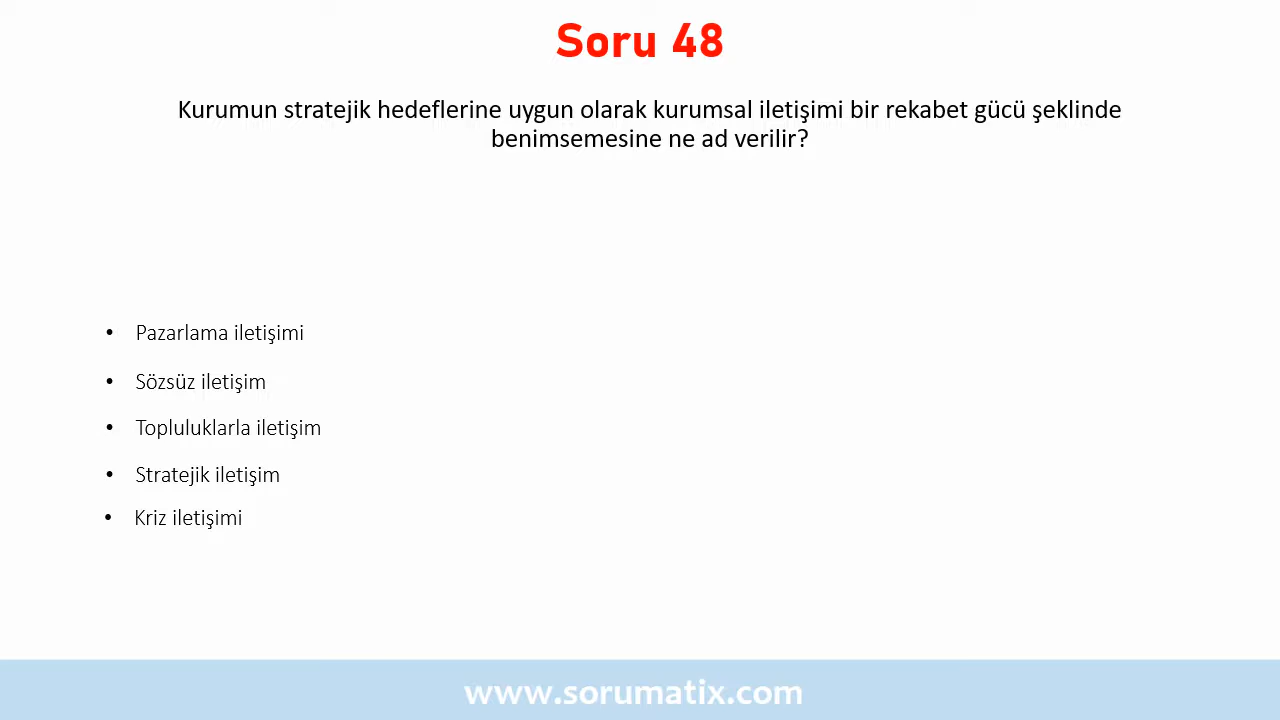 Soru 48
Kurumun stratejik hedeflerine uygun olarak kurumsal iletişimi bir rekabet gücü şeklinde
benimsemesine ne ad verilir?
• Pazarlama iletişimi
• Sözsüz iletişim
• Topluluklarla iletişim
• Stratejik iletişim
• Kriz iletişimi
www.sorumatix.com